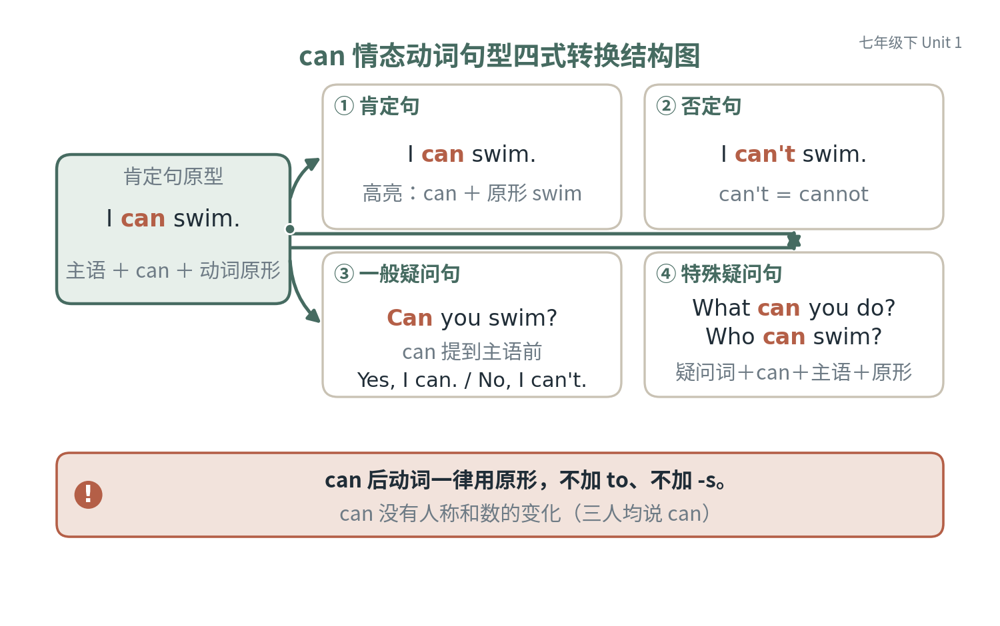 can 情态动词句型四式转换结构图
七年级下 Unit 1
肯定句原型
I can swim.
主语 ＋ can ＋ 动词原形
① 肯定句
I can swim.
高亮：can ＋ 原形 swim
② 否定句
I can't swim.
can't = cannot
③ 一般疑问句
Can you swim?
can 提到主语前
Yes, I can. / No, I can't.
④ 特殊疑问句
What can you do?
Who can swim?
疑问词＋can＋主语＋原形
!
can 后动词一律用原形，不加 to、不加 -s。
can 没有人称和数的变化（三人均说 can）